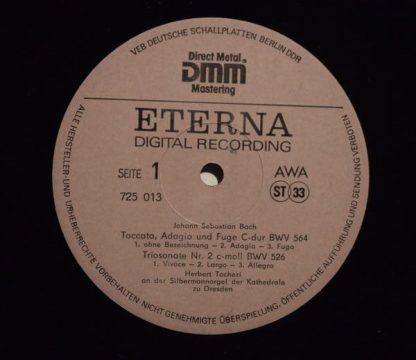 VEB DEUTSCHE SCHALLPLATTEN BERLIN DDR
Direct Metal
DMM
Mastering
ETERNA
DIGITAL RECORDING
SEITE 1
AWA
725 013
ST 33
Johann Sebastian Bach
Toccata, Adagio und Fuge C-dur BWV 564
1. ohne Bezeichnung – 2. Adagio – 3. Fuga
Triosonate Nr. 2 c-moll BWV 526
1. Vivace – 2. Largo – 3. Allegro
Herbert Tachezi
an der Silbermannorgel der Kathedrale
zu Dresden
ALLE HERSTELLER- UND URHEBERRECHTE VORBEHALTEN NICHT GENEHMIGTE ÜBERSPIELUNG, ÖFFENTLICHE AUFFÜHRUNG UND SENDUNG VERBOTEN